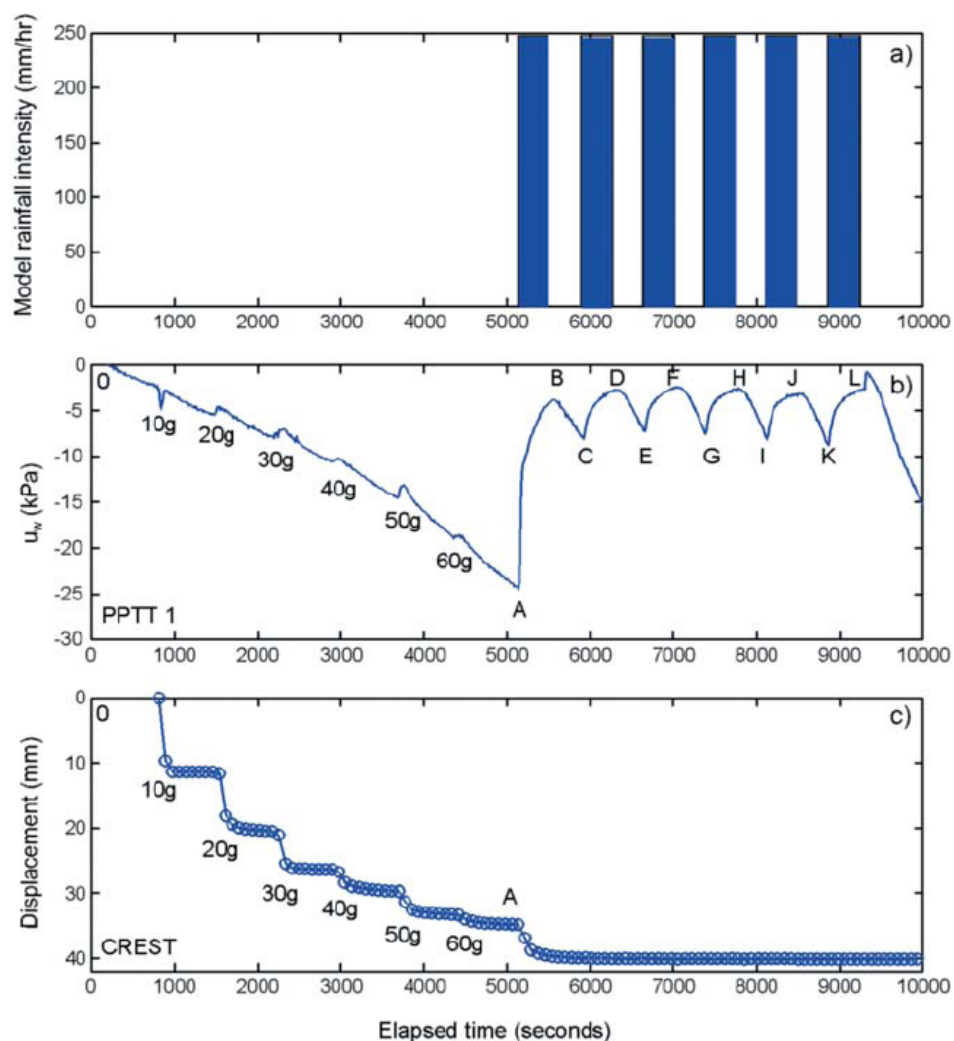 250
200
150
100
50
0
Model rainfall intensity (mm/hr)
a)
0 1000 2000 3000 4000 5000 6000 7000 8000 9000 10000
0
-5
-10
-15
-20
-25
-30
u_w (kPa)
0
10g
20g
30g
40g
50g
60g
A
B
C
D
E
F
G
H
I
J
K
L
b)
PPTT 1
0 1000 2000 3000 4000 5000 6000 7000 8000 9000 10000
0
10
20
30
40
Displacement (mm)
0
10g
20g
30g
40g
50g
60g
A
c)
CREST
0 1000 2000 3000 4000 5000 6000 7000 8000 9000 10000
Elapsed time (seconds)